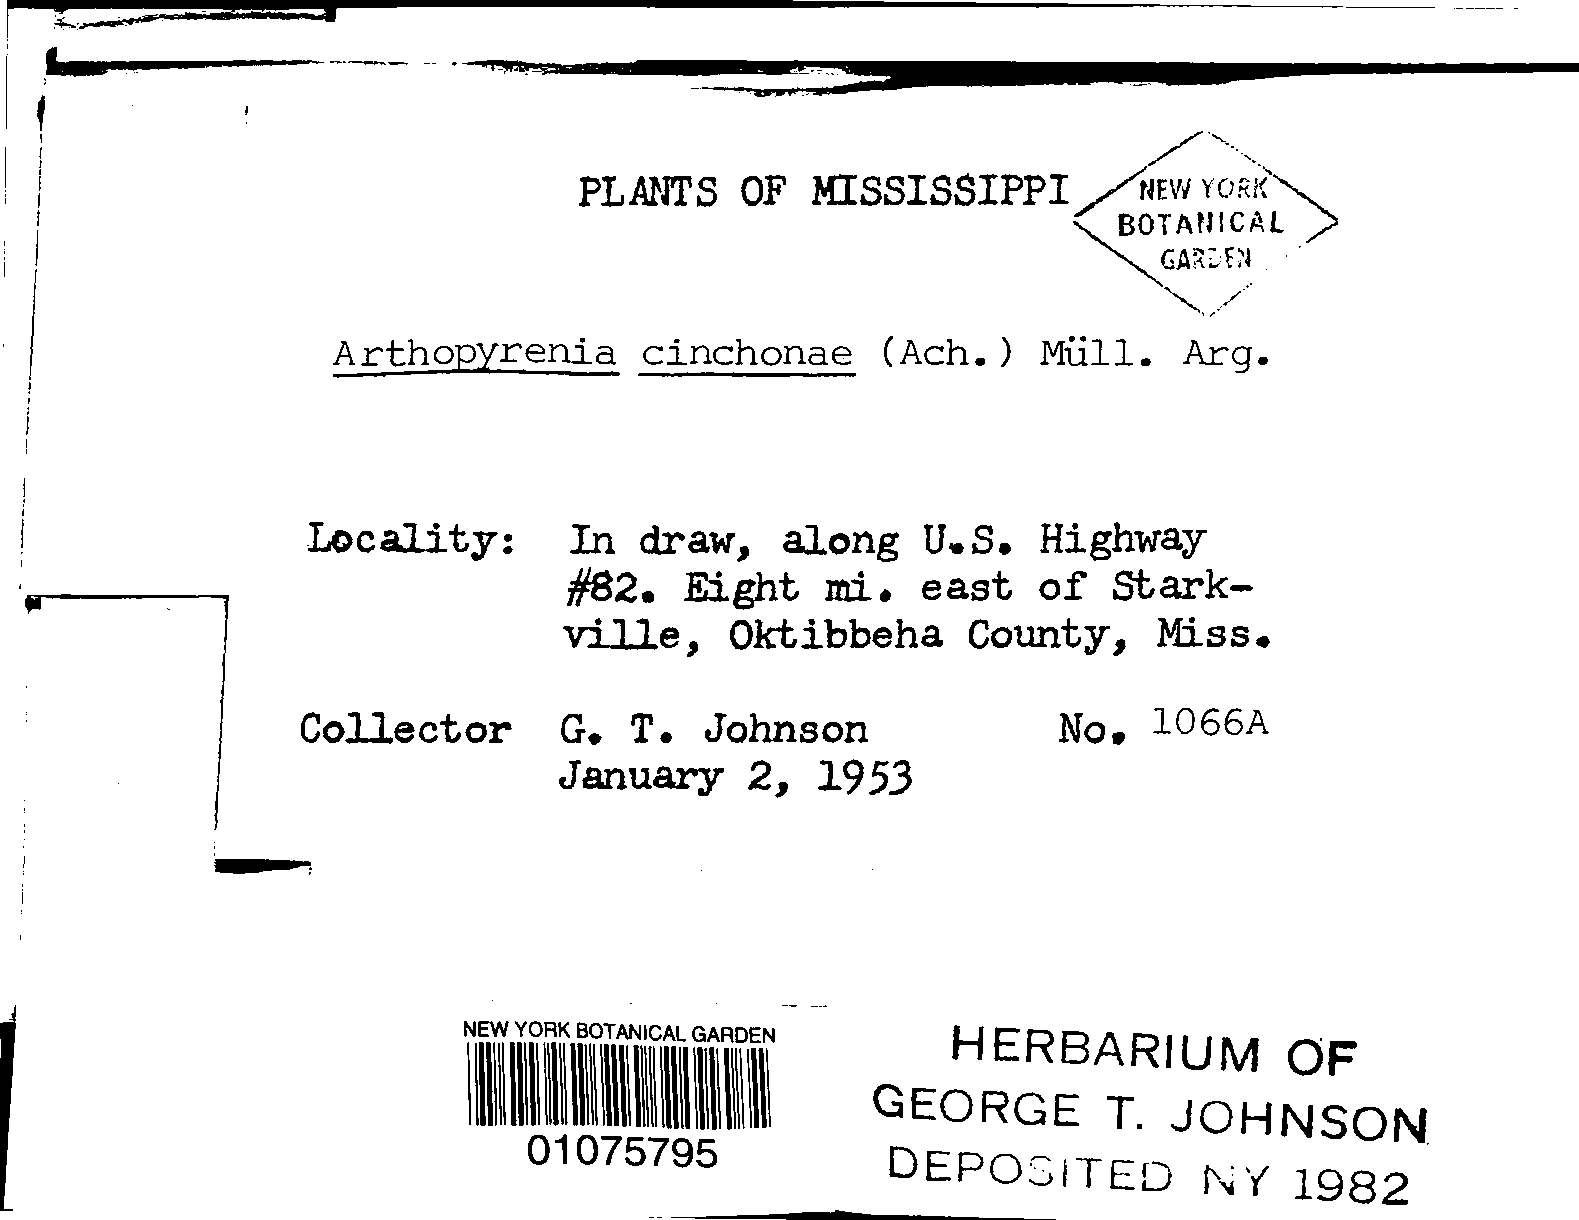 PLANTS OF MISSISSIPPI
NEW YORK
BOTANICAL
GARDEN
Arthopyrenia cinchonae (Ach.) Müll. Arg.
Locality: In draw, along U.S. Highway
#82. Eight mi. east of Stark-
ville, Oktibbeha County, Miss.
Collector G. T. Johnson No. 1066A
January 2, 1953
NEW YORK BOTANICAL GARDEN
01075795
HERBARIUM OF
GEORGE T. JOHNSON
DEPOSITED NY 1982